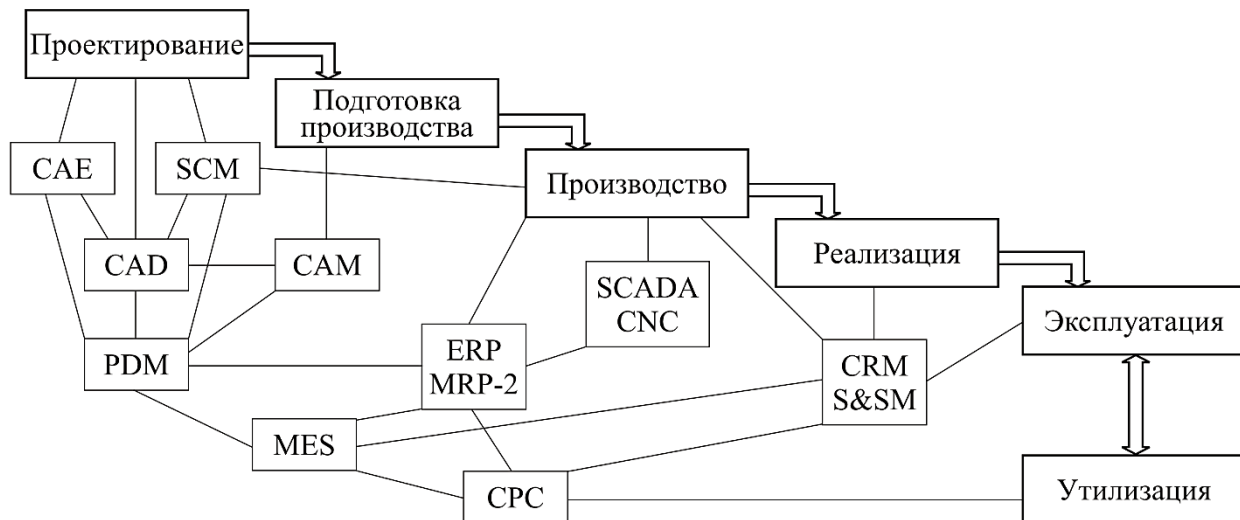 Проектирование
Подготовка
производства
CAE
SCM
Производство
Реализация
CAD
CAM
SCADA
CNC
Эксплуатация
PDM
ERP
MRP-2
CRM
S&SM
MES
CPC
Утилизация